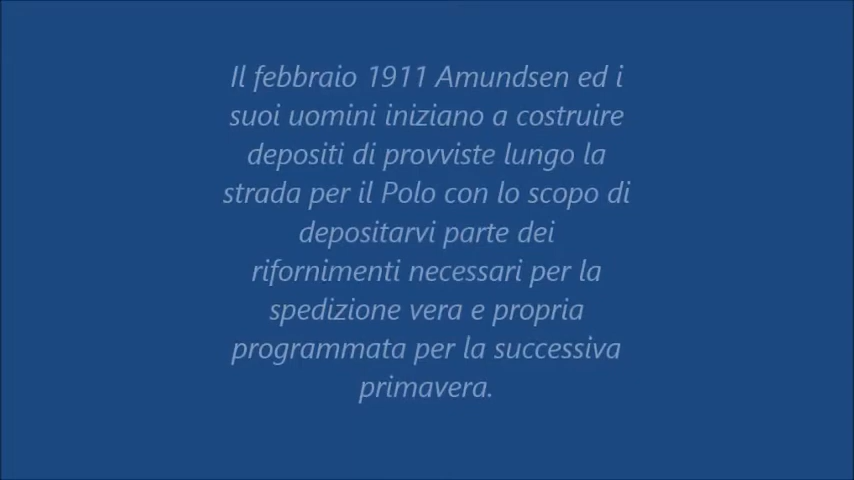 Il febbraio 1911 Amundsen ed i
suoi uomini iniziano a costruire
depositi di provviste lungo la
strada per il Polo con lo scopo di
depositarvi parte dei
rifornimenti necessari per la
spedizione vera e propria
programmata per la successiva
primavera.